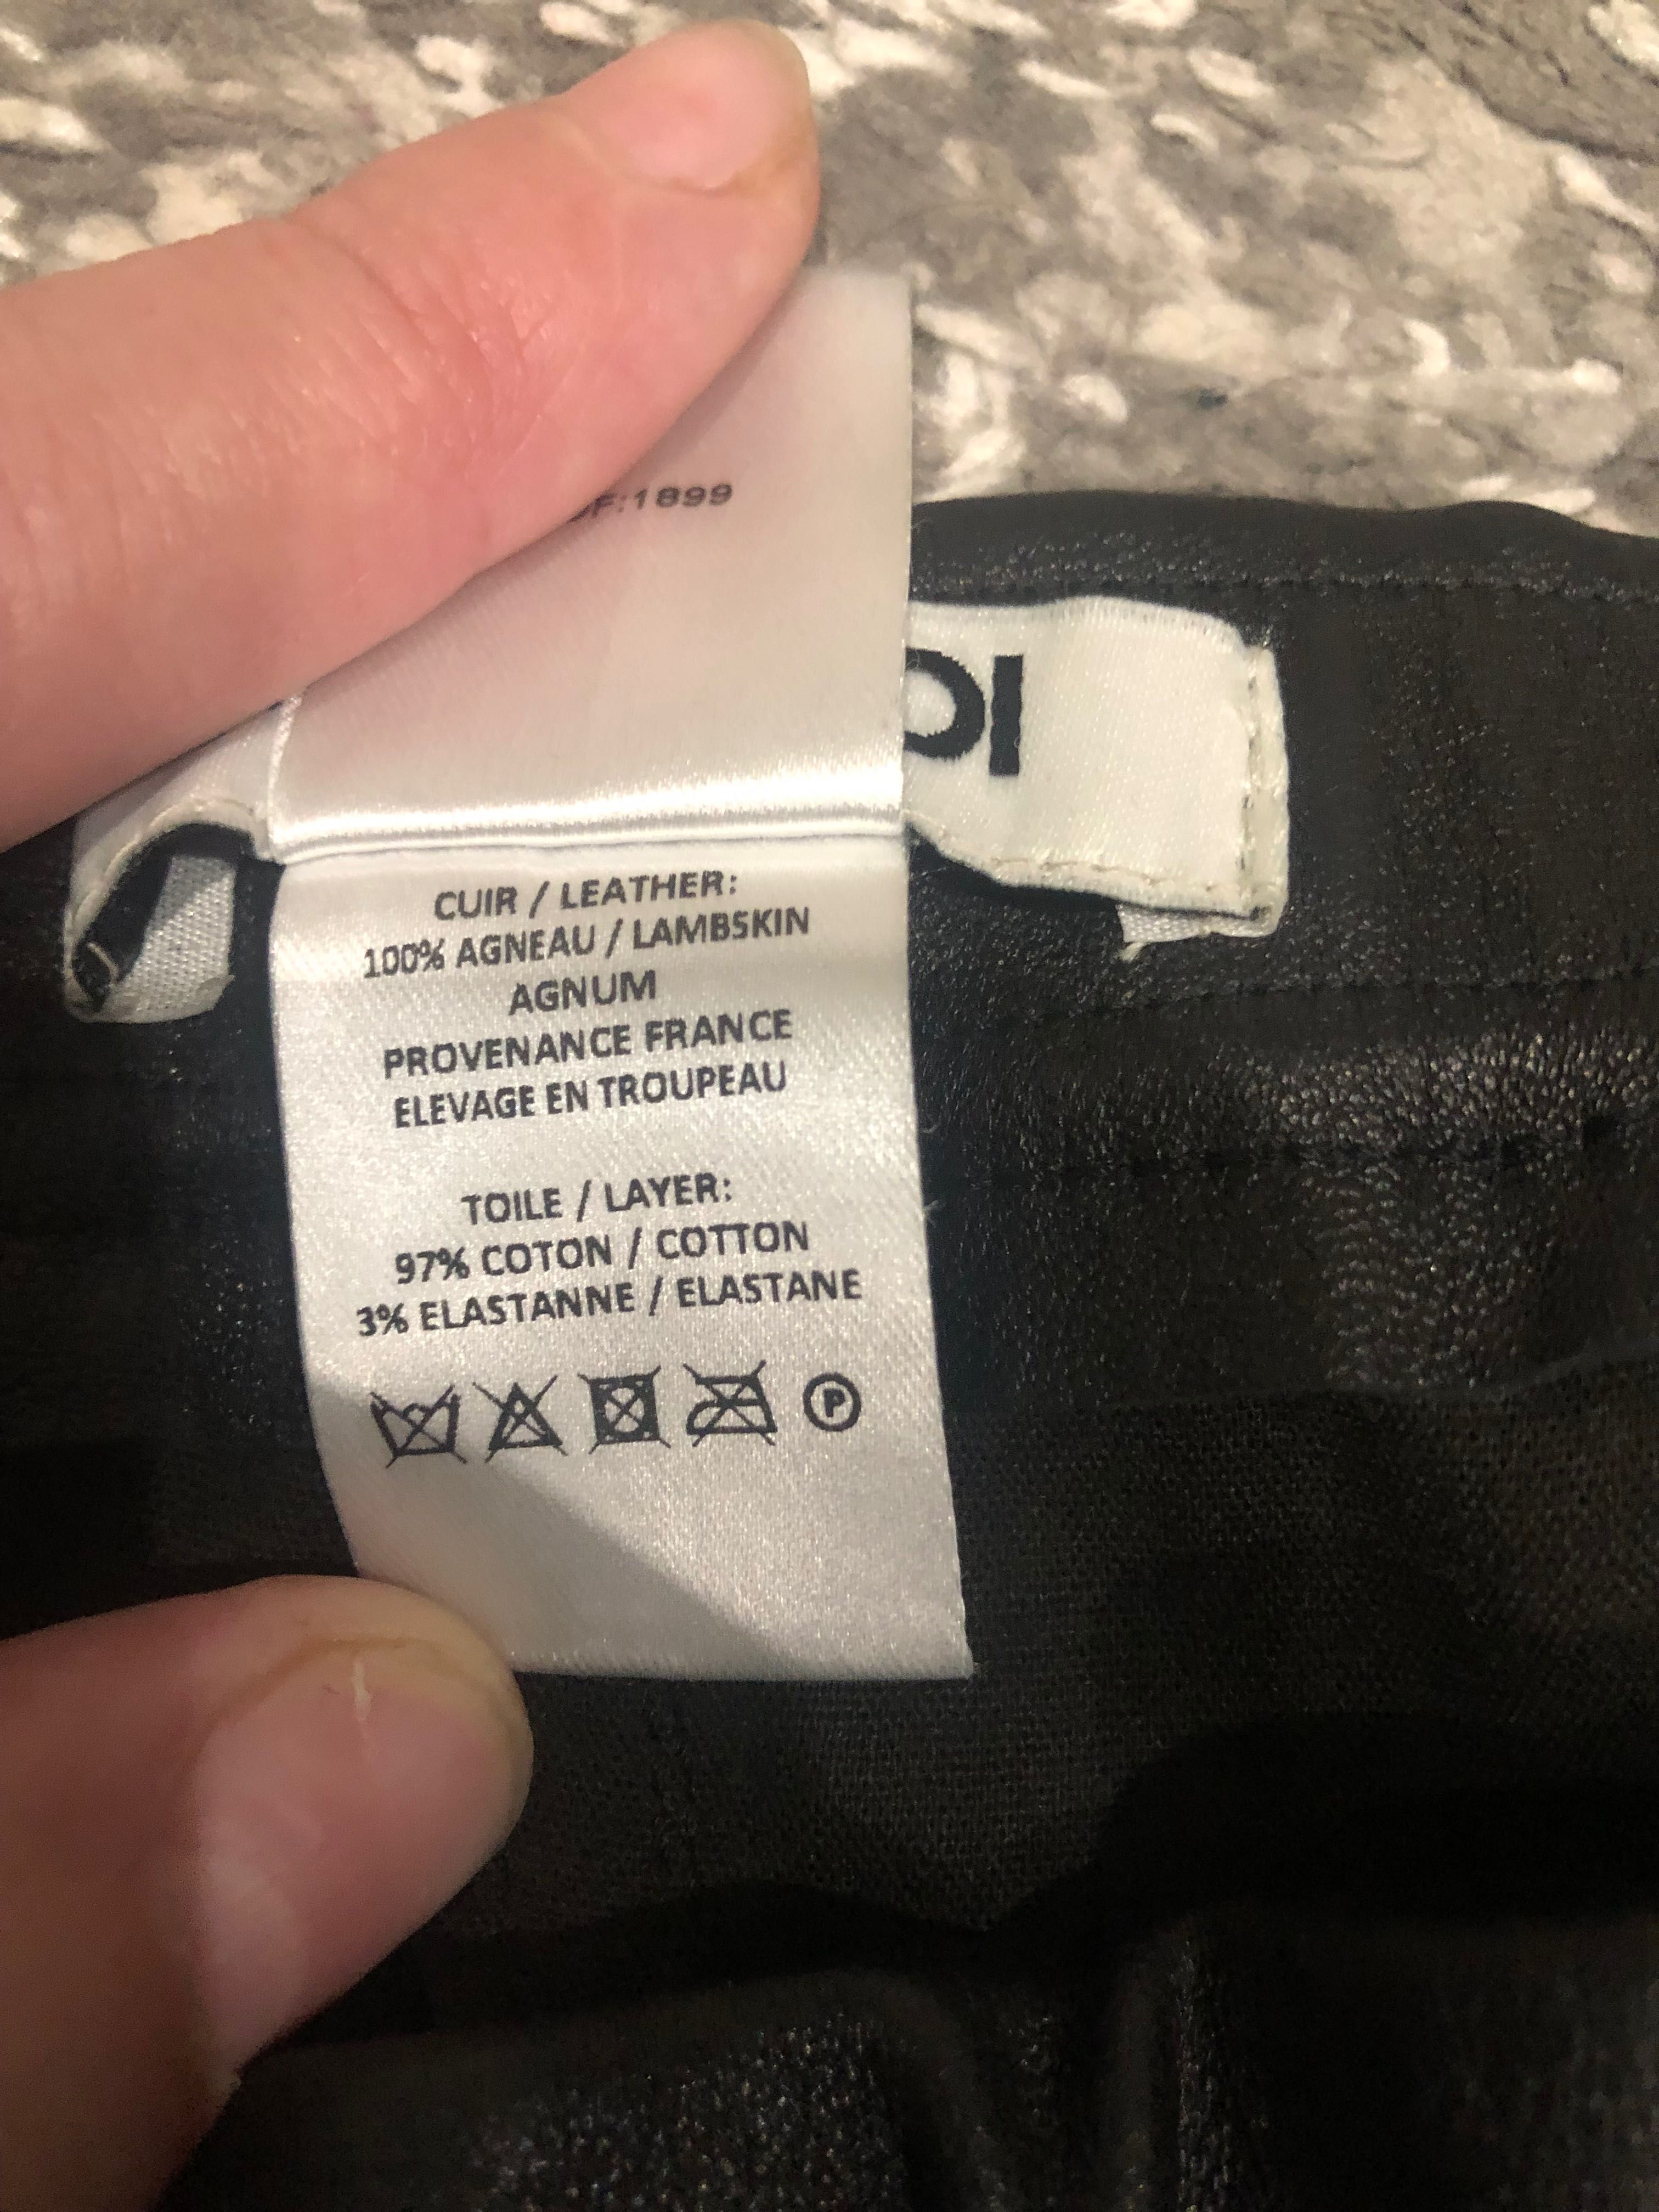 F:1899
OI
CUIR / LEATHER:
100% AGNEAU / LAMBSKIN
AGNUM
PROVENANCE FRANCE
ELEVAGE EN TROUPEAU
TOILE / LAYER:
97% COTON / COTTON
3% ELASTANNE / ELASTANE
P